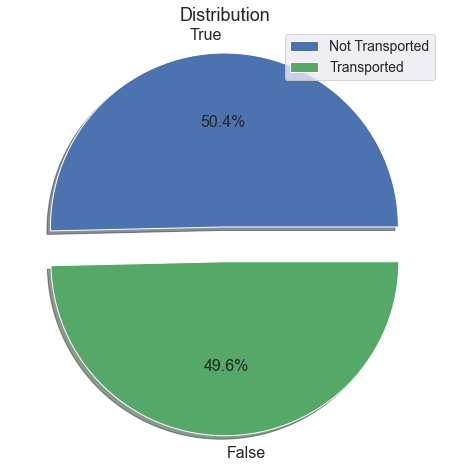 Distribution
True
Not Transported
Transported
50.4%
49.6%
False